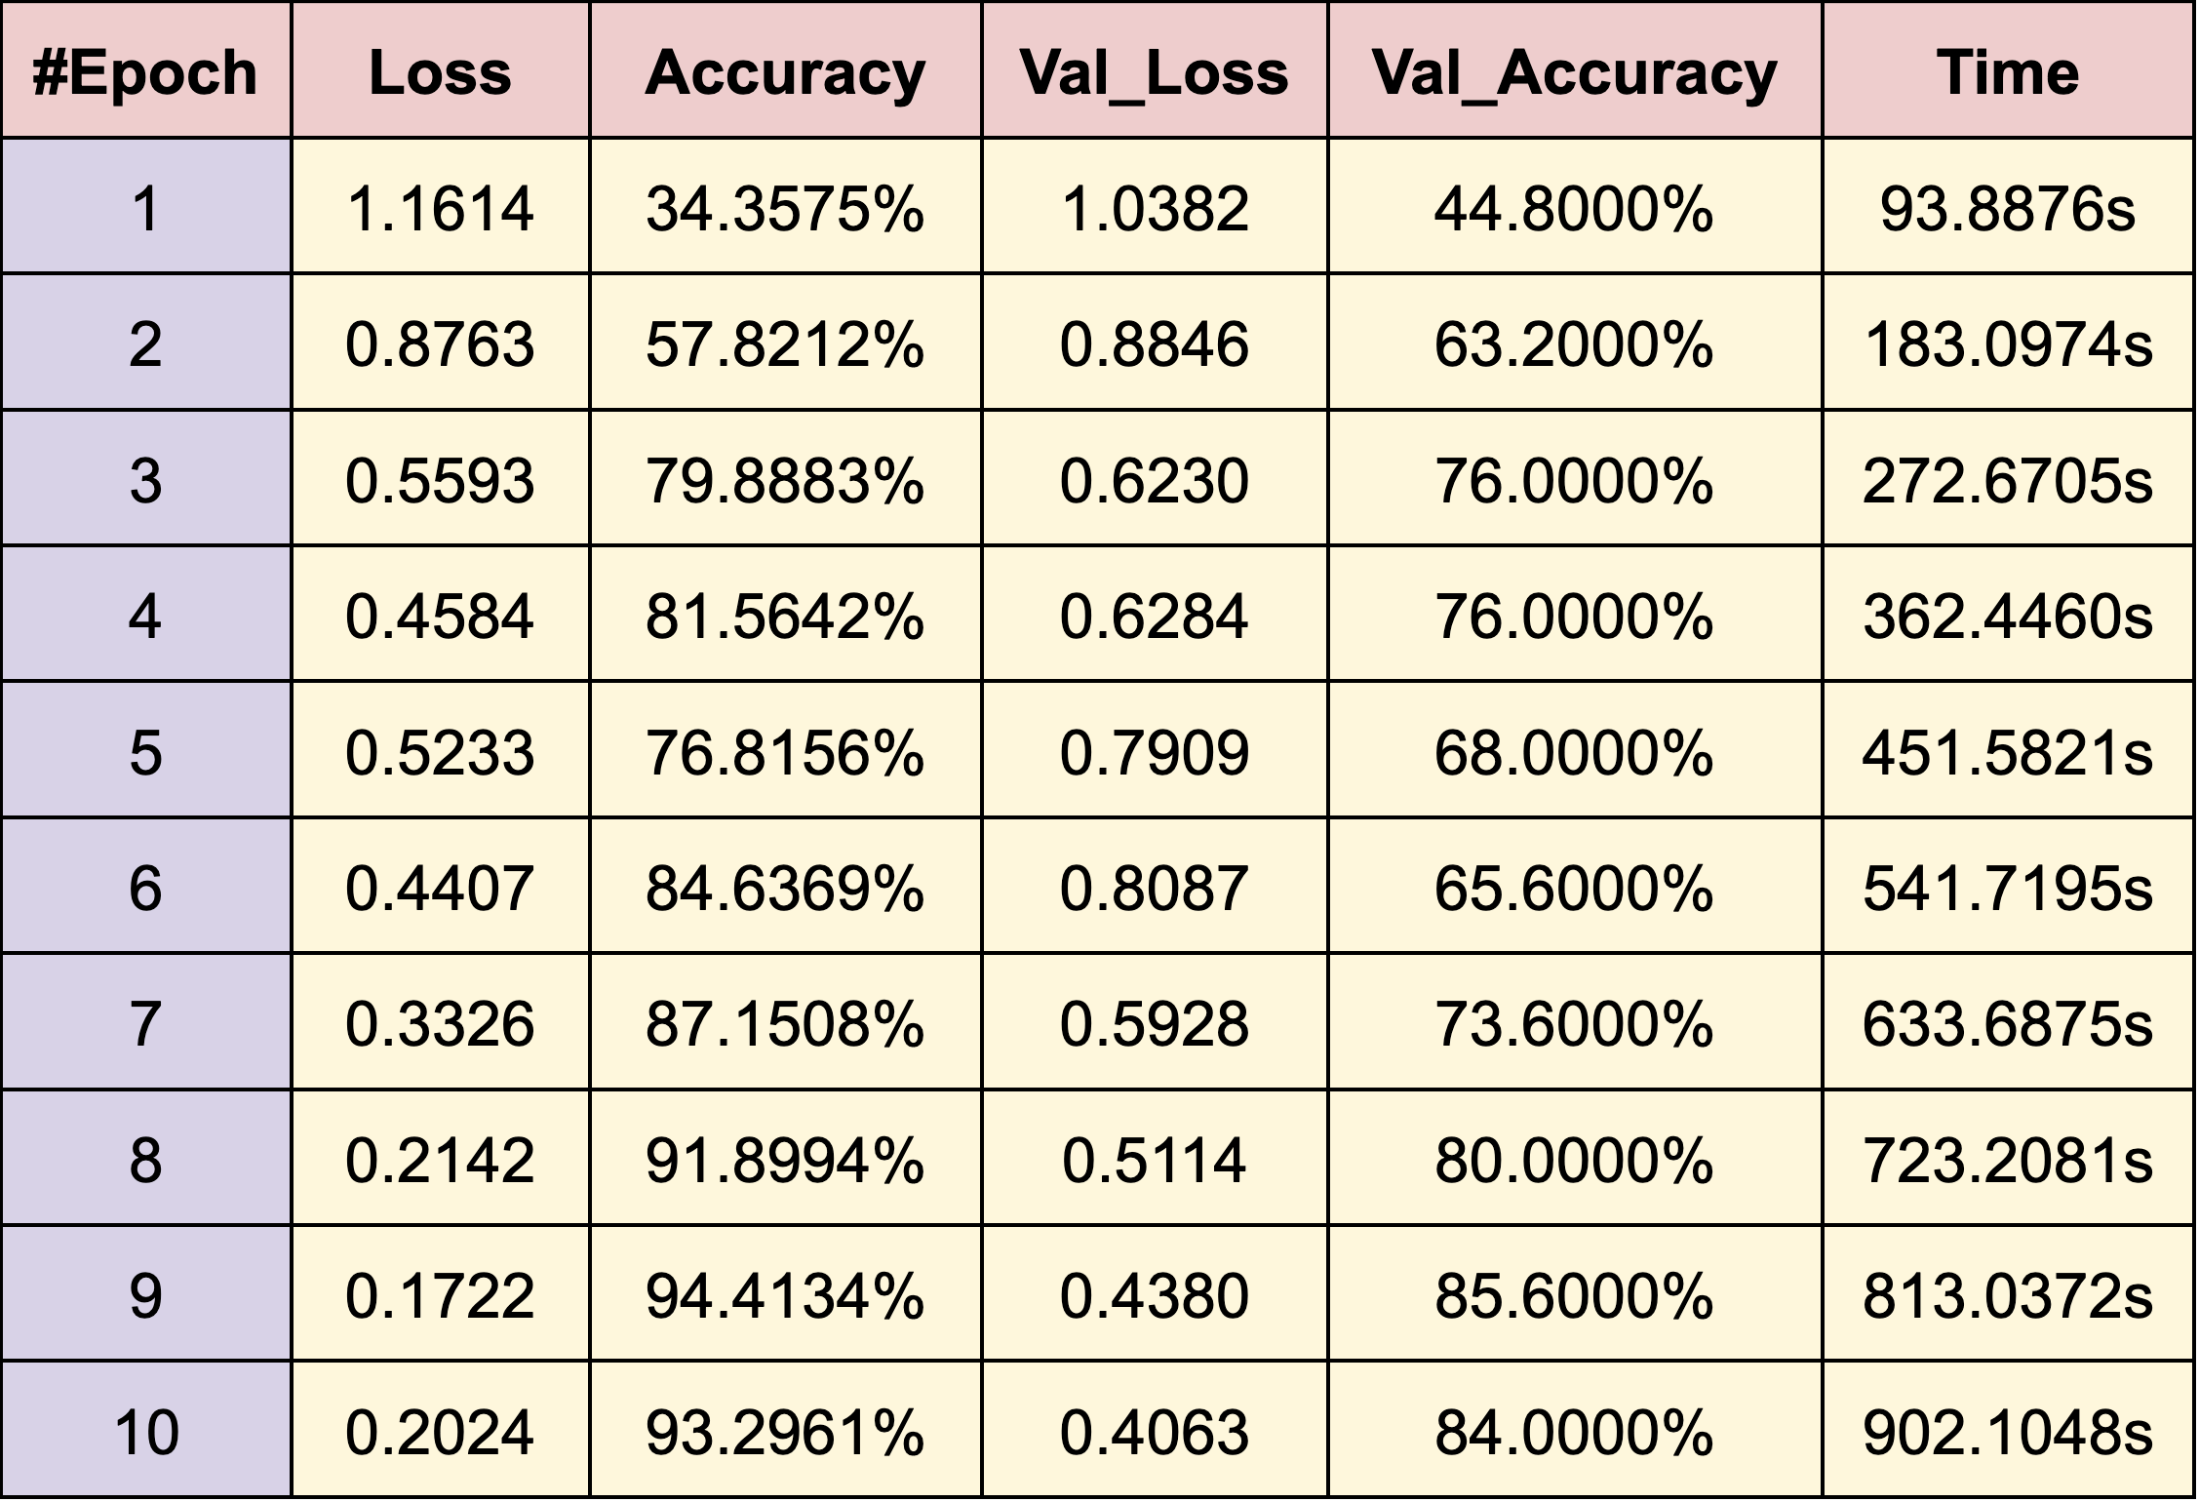 #Epoch Loss Accuracy Val_Loss Val_Accuracy Time
1 1.1614 34.3575% 1.0382 44.8000% 93.8876s
2 0.8763 57.8212% 0.8846 63.2000% 183.0974s
3 0.5593 79.8883% 0.6230 76.0000% 272.6705s
4 0.4584 81.5642% 0.6284 76.0000% 362.4460s
5 0.5233 76.8156% 0.7909 68.0000% 451.5821s
6 0.4407 84.6369% 0.8087 65.6000% 541.7195s
7 0.3326 87.1508% 0.5928 73.6000% 633.6875s
8 0.2142 91.8994% 0.5114 80.0000% 723.2081s
9 0.1722 94.4134% 0.4380 85.6000% 813.0372s
10 0.2024 93.2961% 0.4063 84.0000% 902.1048s